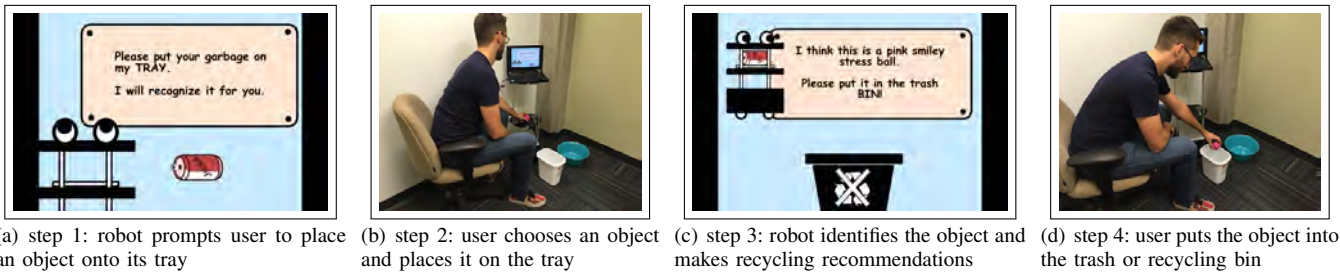 Please put your garbage on
my TRAY.
I will recognize it for you.
I think this is a pink smiley
stress ball.
Please put it in the trash
BIN!
(a) step 1: robot prompts user to place
an object onto its tray
(b) step 2: user chooses an object
and places it on the tray
(c) step 3: robot identifies the object and
makes recycling recommendations
(d) step 4: user puts the object into
the trash or recycling bin